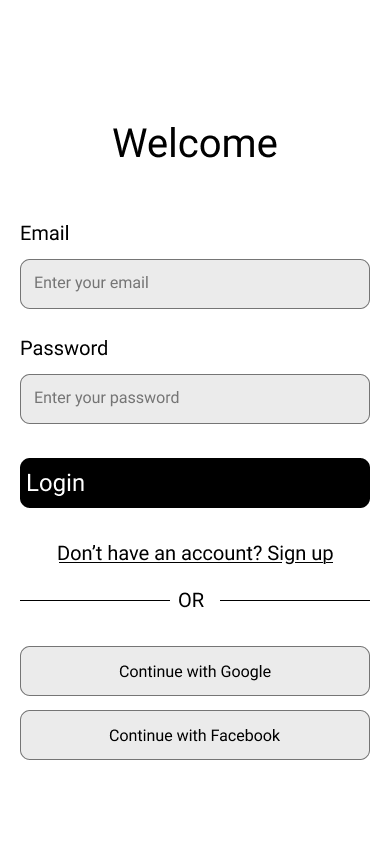 Welcome
Email
Enter your email
Password
Enter your password
Login
Don’t have an account? Sign up
OR
Continue with Google
Continue with Facebook